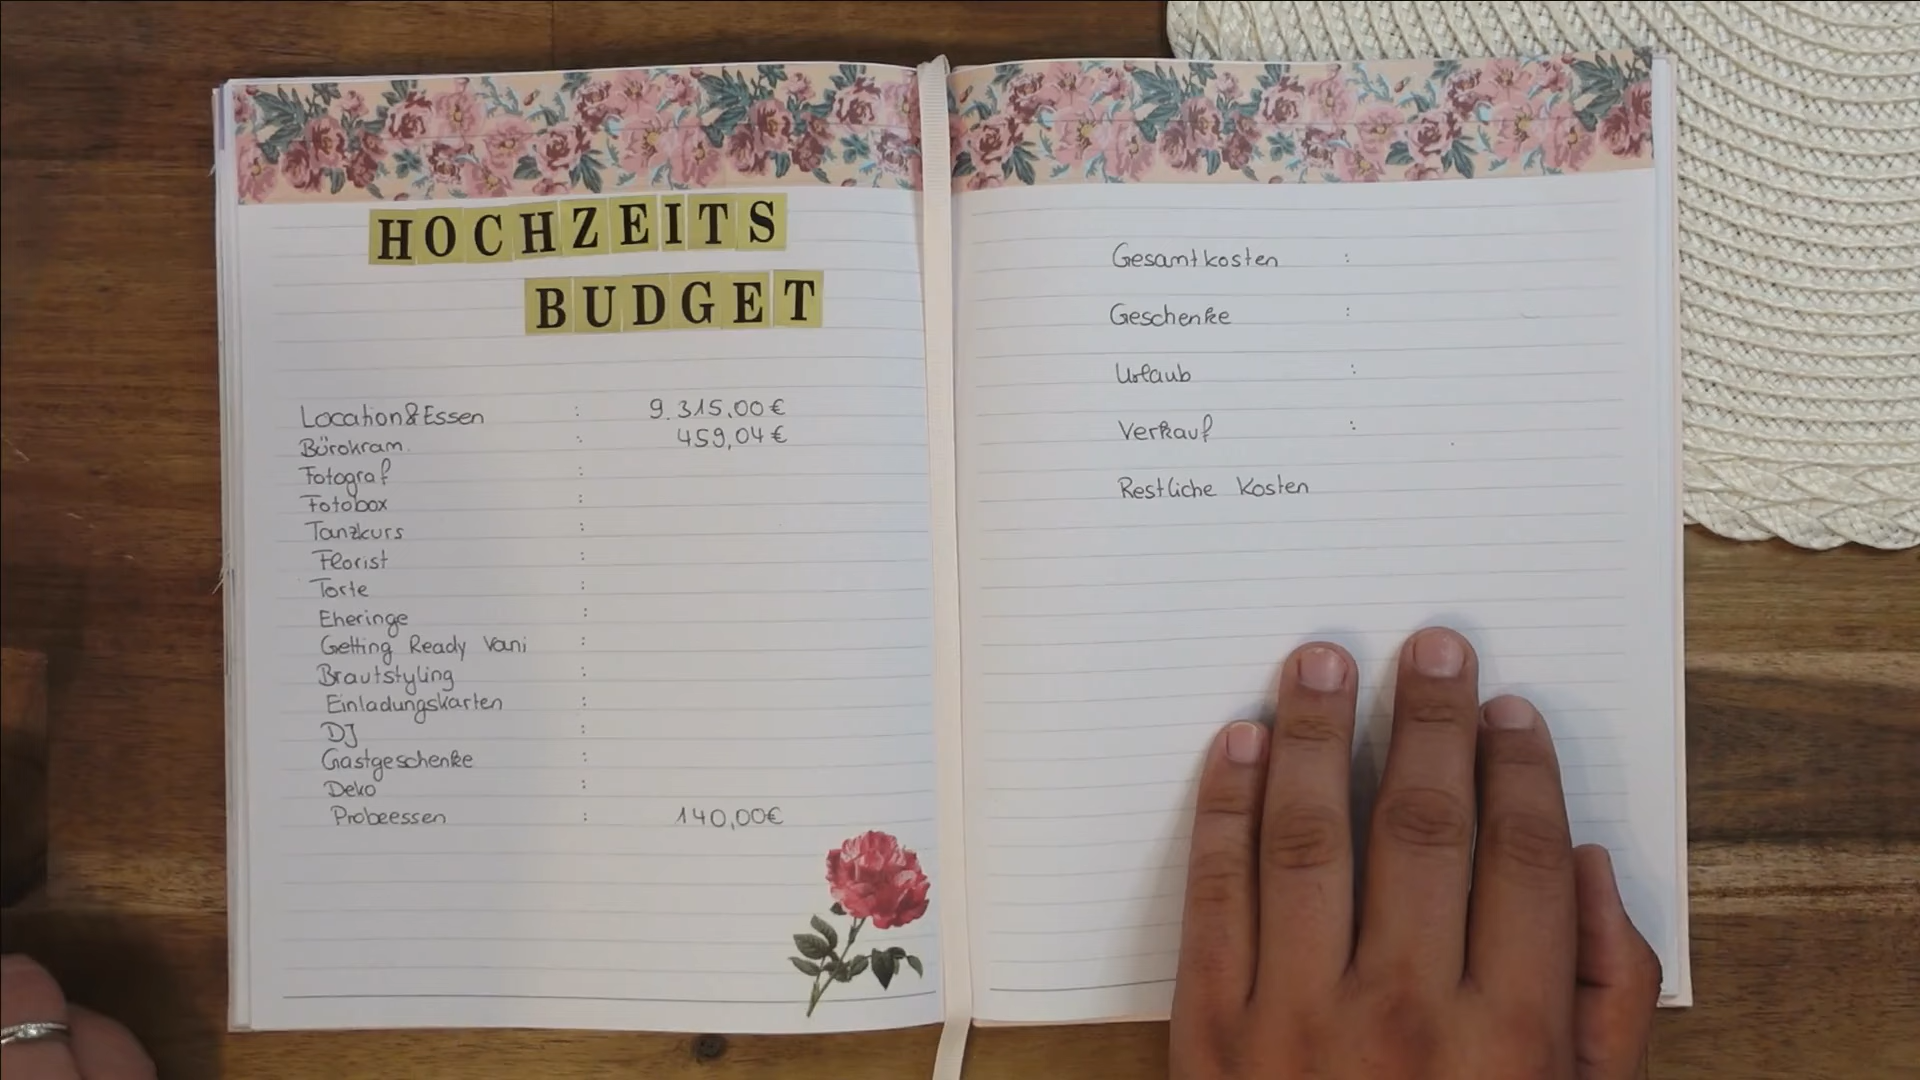 HOCHZEITS
BUDGET
Location&Essen : 9.315,00€
Bürokram. : 459,04€
Fotograf :
Fotobox :
Tanzkurs :
Florist :
Torte :
Eheringe :
Getting Ready Vani :
Brautstyling :
Einladungskarten :
DJ :
Gastgeschenke :
Deko :
Probeessen : 140,00€
Gesamtkosten :
Geschenke :
Urlaub :
Verkauf :
Restliche Kosten